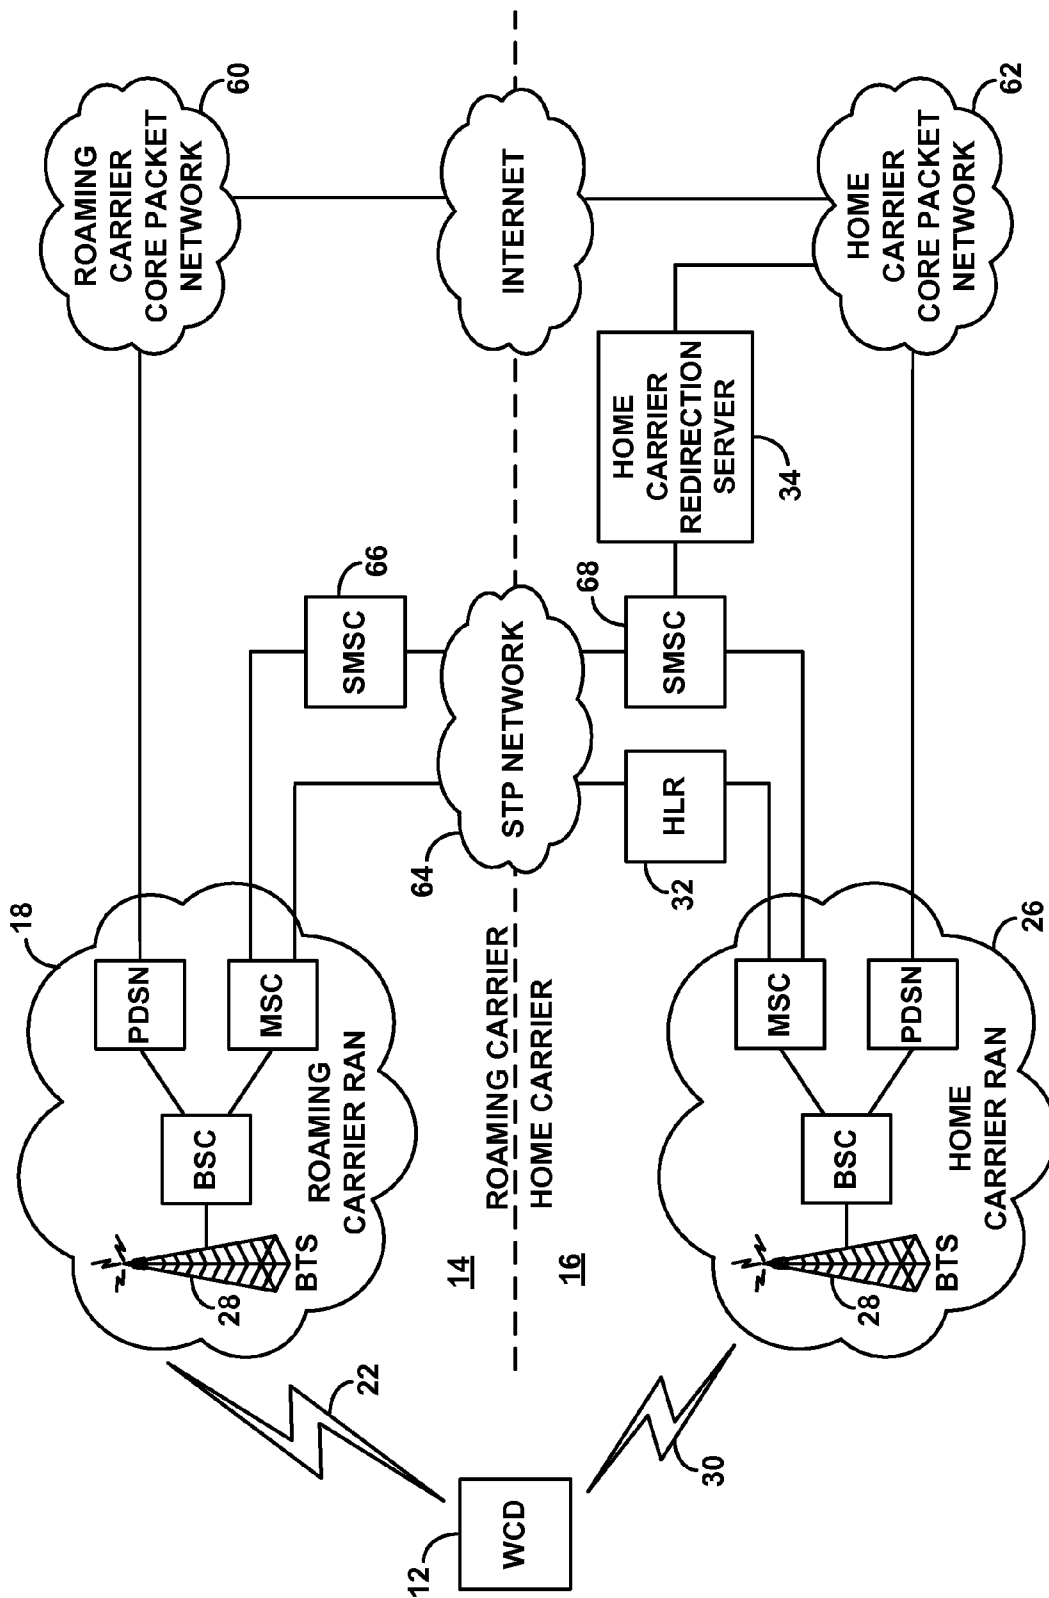 ROAMING
CARRIER
CORE PACKET
NETWORK
60
18
PDSN
MSC
BSC
28
BTS
ROAMING
CARRIER RAN
66
SMSC
22
14
ROAMING CARRIER
HOME CARRIER
16
64
STP NETWORK
INTERNET
12
WCD
32
HLR
68
SMSC
HOME
CARRIER
REDIRECTION
SERVER
34
30
MSC
PDSN
BSC
28
BTS
HOME
CARRIER RAN
26
HOME
CARRIER
CORE PACKET
NETWORK
62